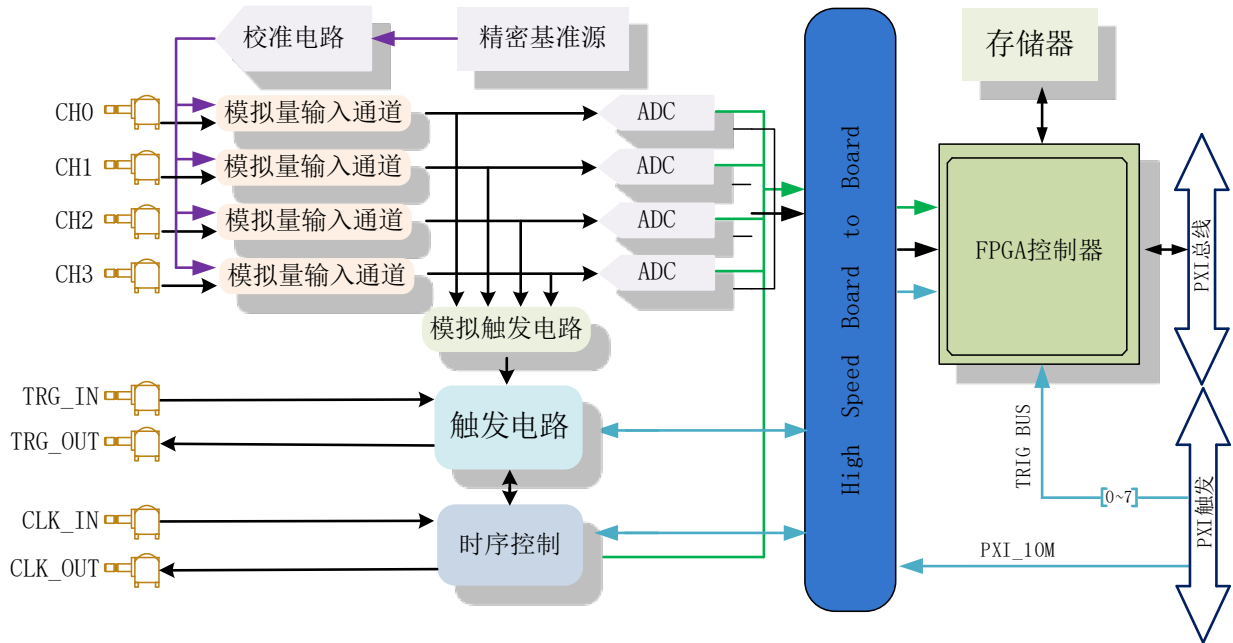 校准电路
精密基准源
存储器
CH0
模拟量输入通道
ADC
CH1
模拟量输入通道
ADC
CH2
模拟量输入通道
ADC
CH3
模拟量输入通道
ADC
High Speed Board to Board
FPGA控制器
PXI总线
模拟触发电路
TRG_IN
TRG_OUT
触发电路
TRIG BUS
[0~7]
PXI触发
CLK_IN
CLK_OUT
时序控制
PXI_10M